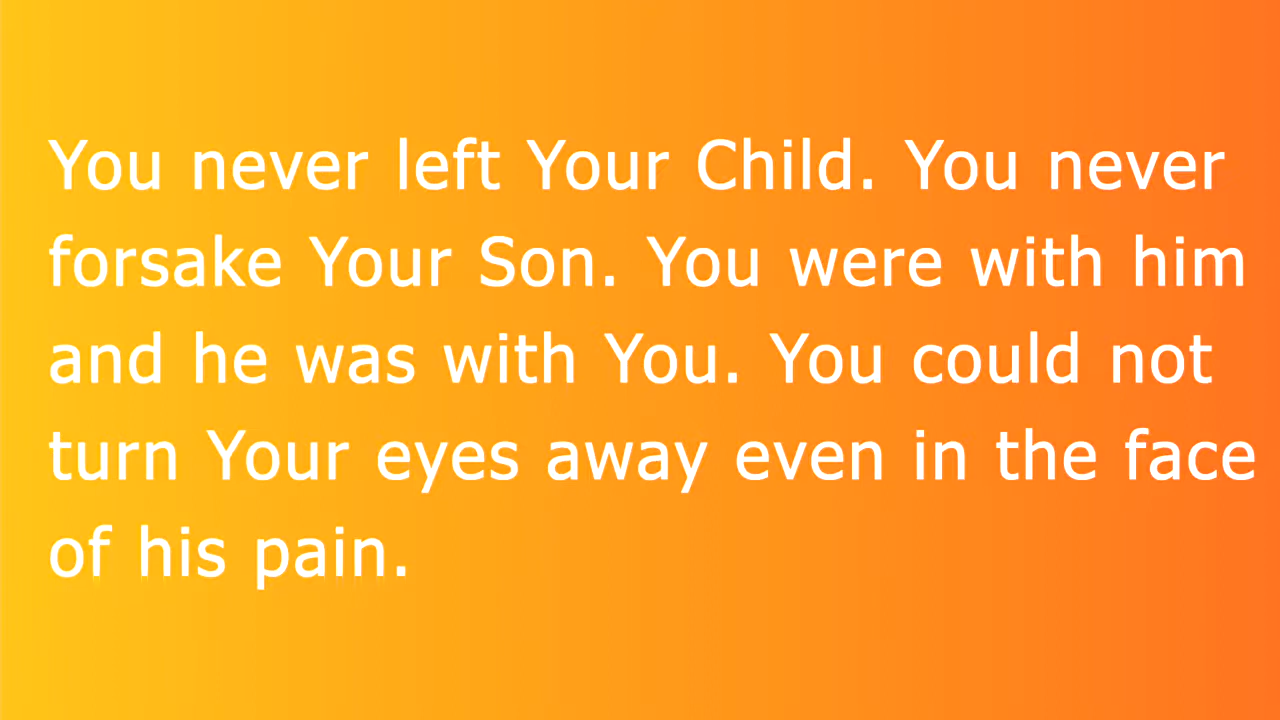 You never left Your Child. You never
forsake Your Son. You were with him
and he was with You. You could not
turn Your eyes away even in the face
of his pain.